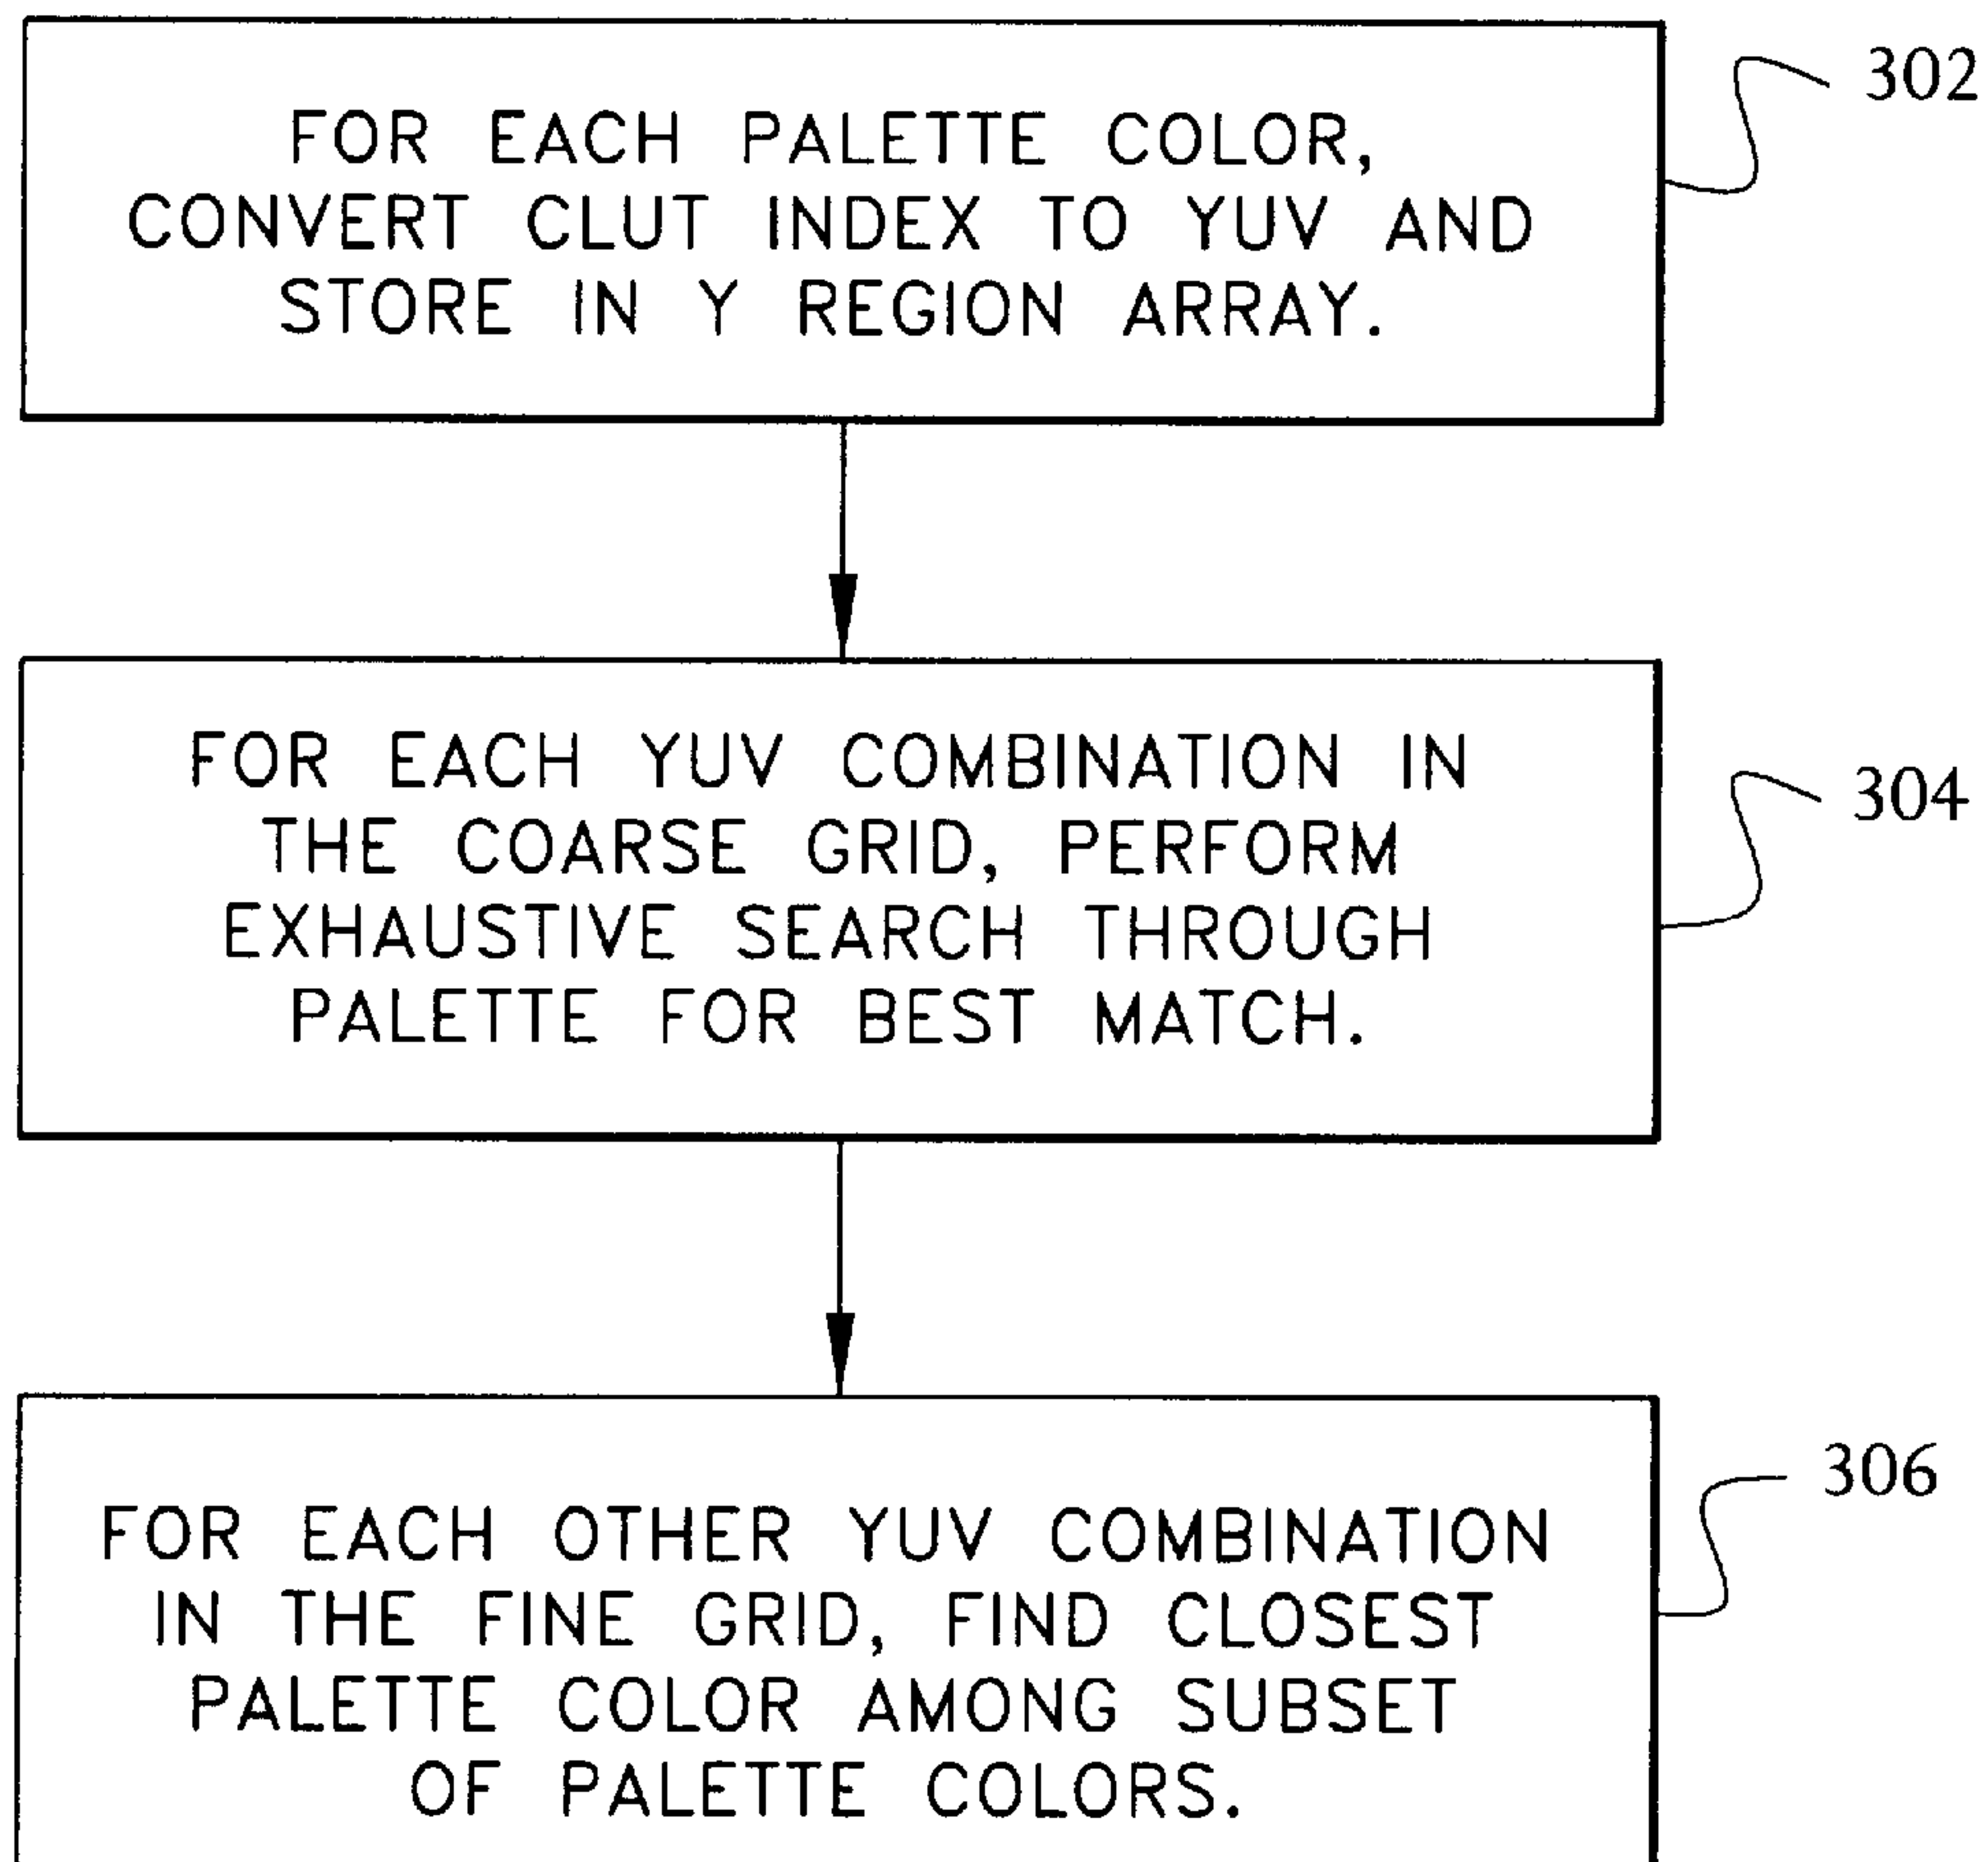 FOR EACH PALETTE COLOR,
CONVERT CLUT INDEX TO YUV AND
STORE IN Y REGION ARRAY.
302
FOR EACH YUV COMBINATION IN
THE COARSE GRID, PERFORM
EXHAUSTIVE SEARCH THROUGH
PALETTE FOR BEST MATCH.
304
FOR EACH OTHER YUV COMBINATION
IN THE FINE GRID, FIND CLOSEST
PALETTE COLOR AMONG SUBSET
OF PALETTE COLORS.
306